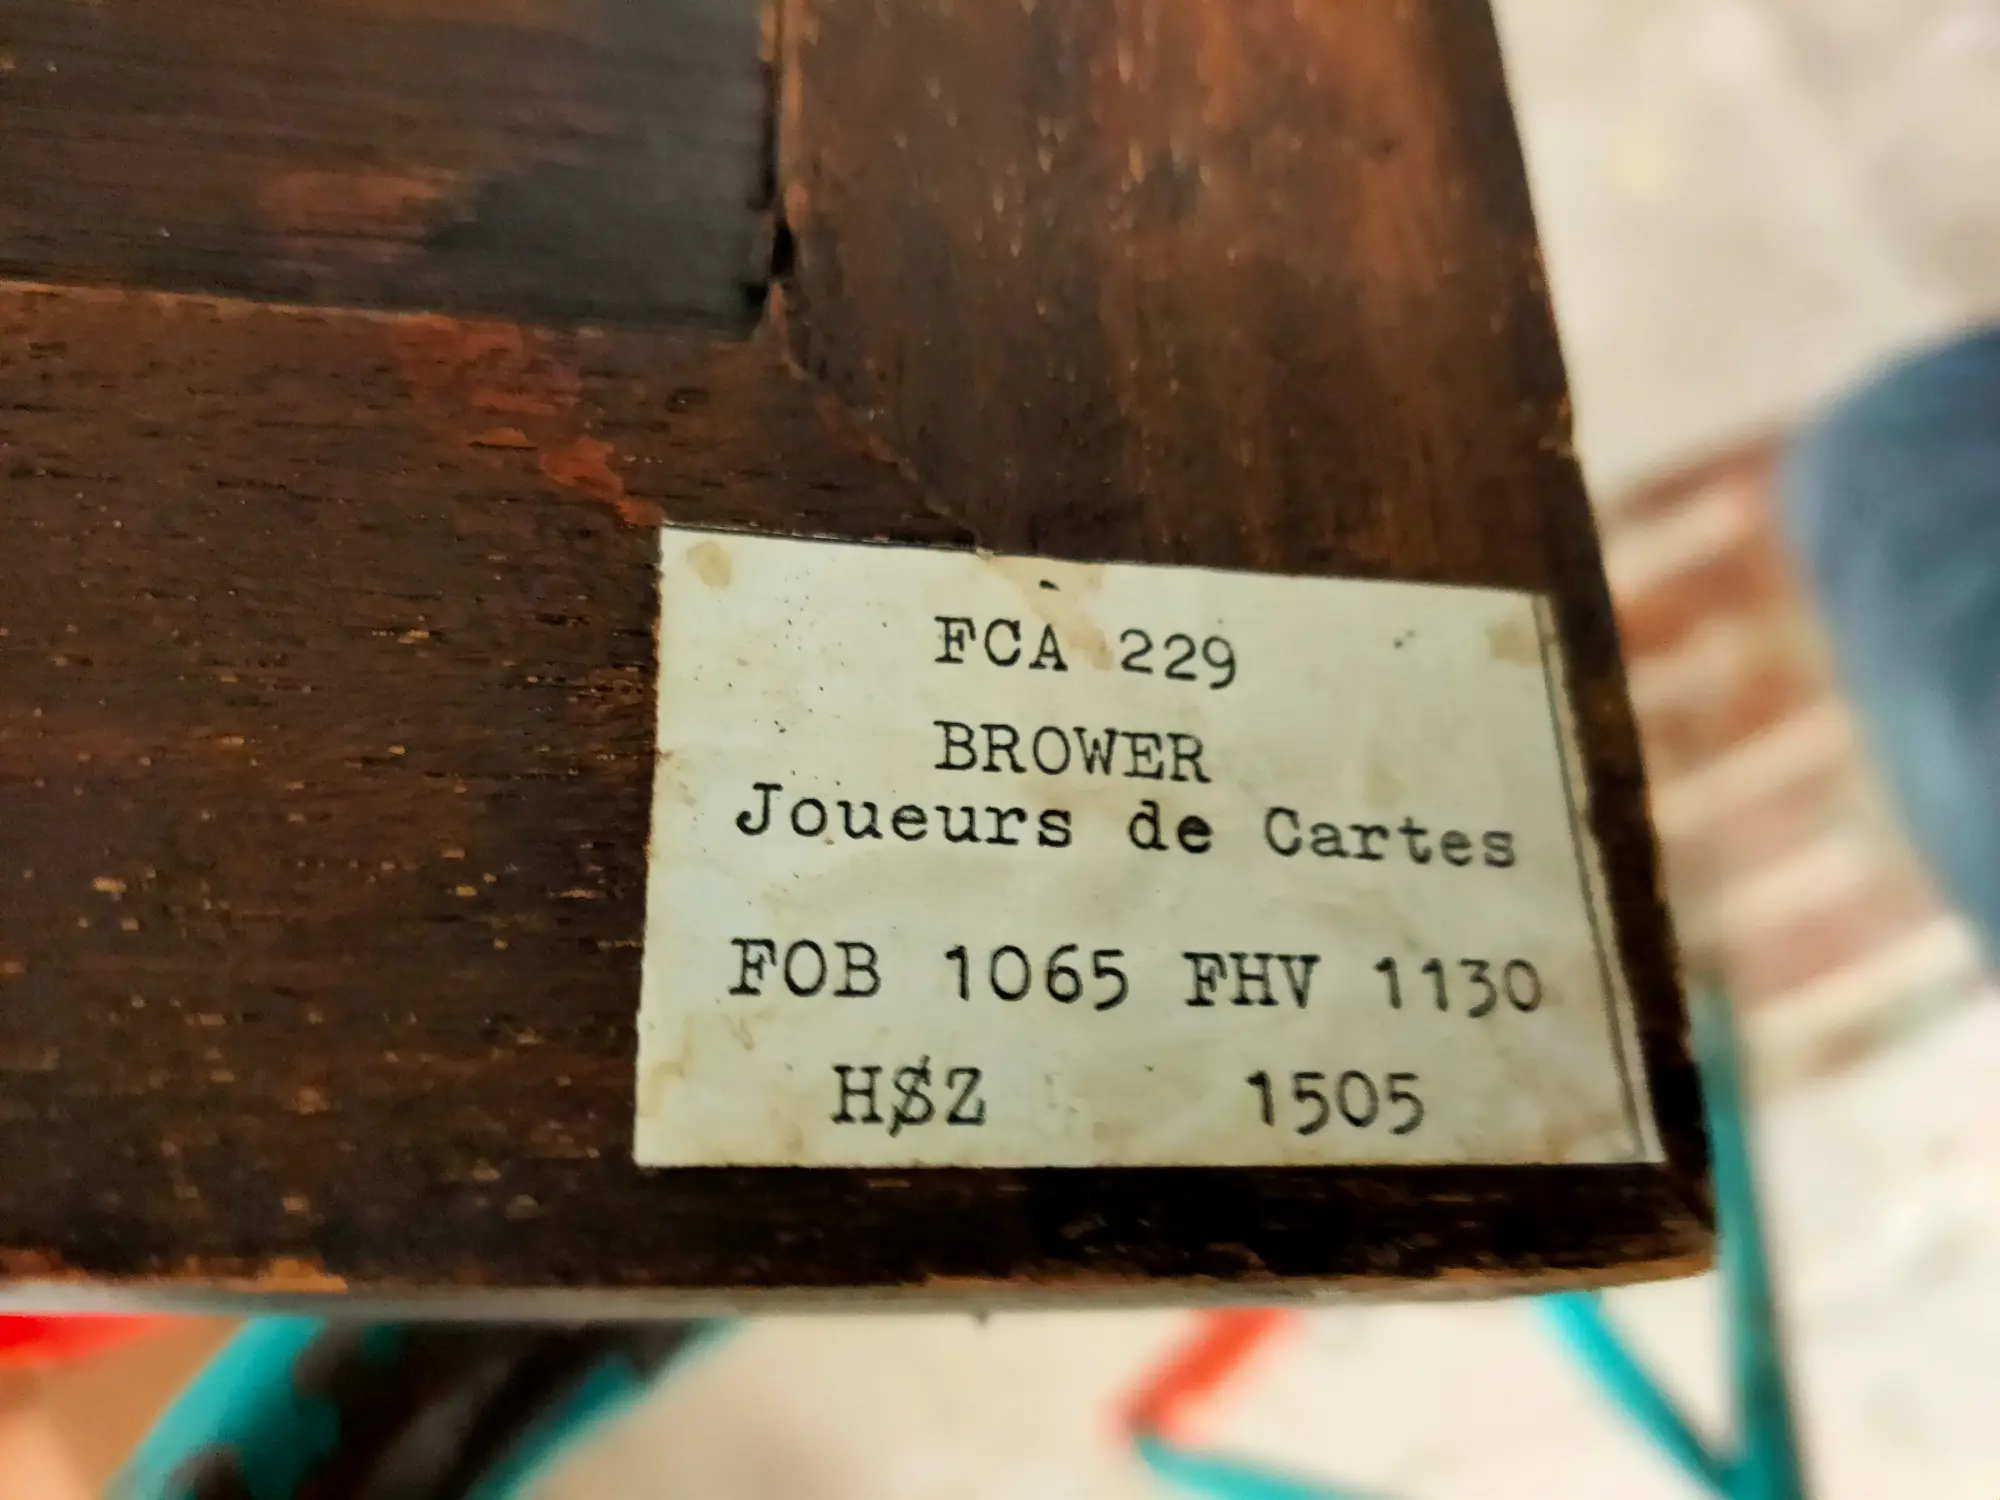 FCA 229
BROWER
Joueurs de Cartes
FOB 1065 FHV 1130
H$Z 1505